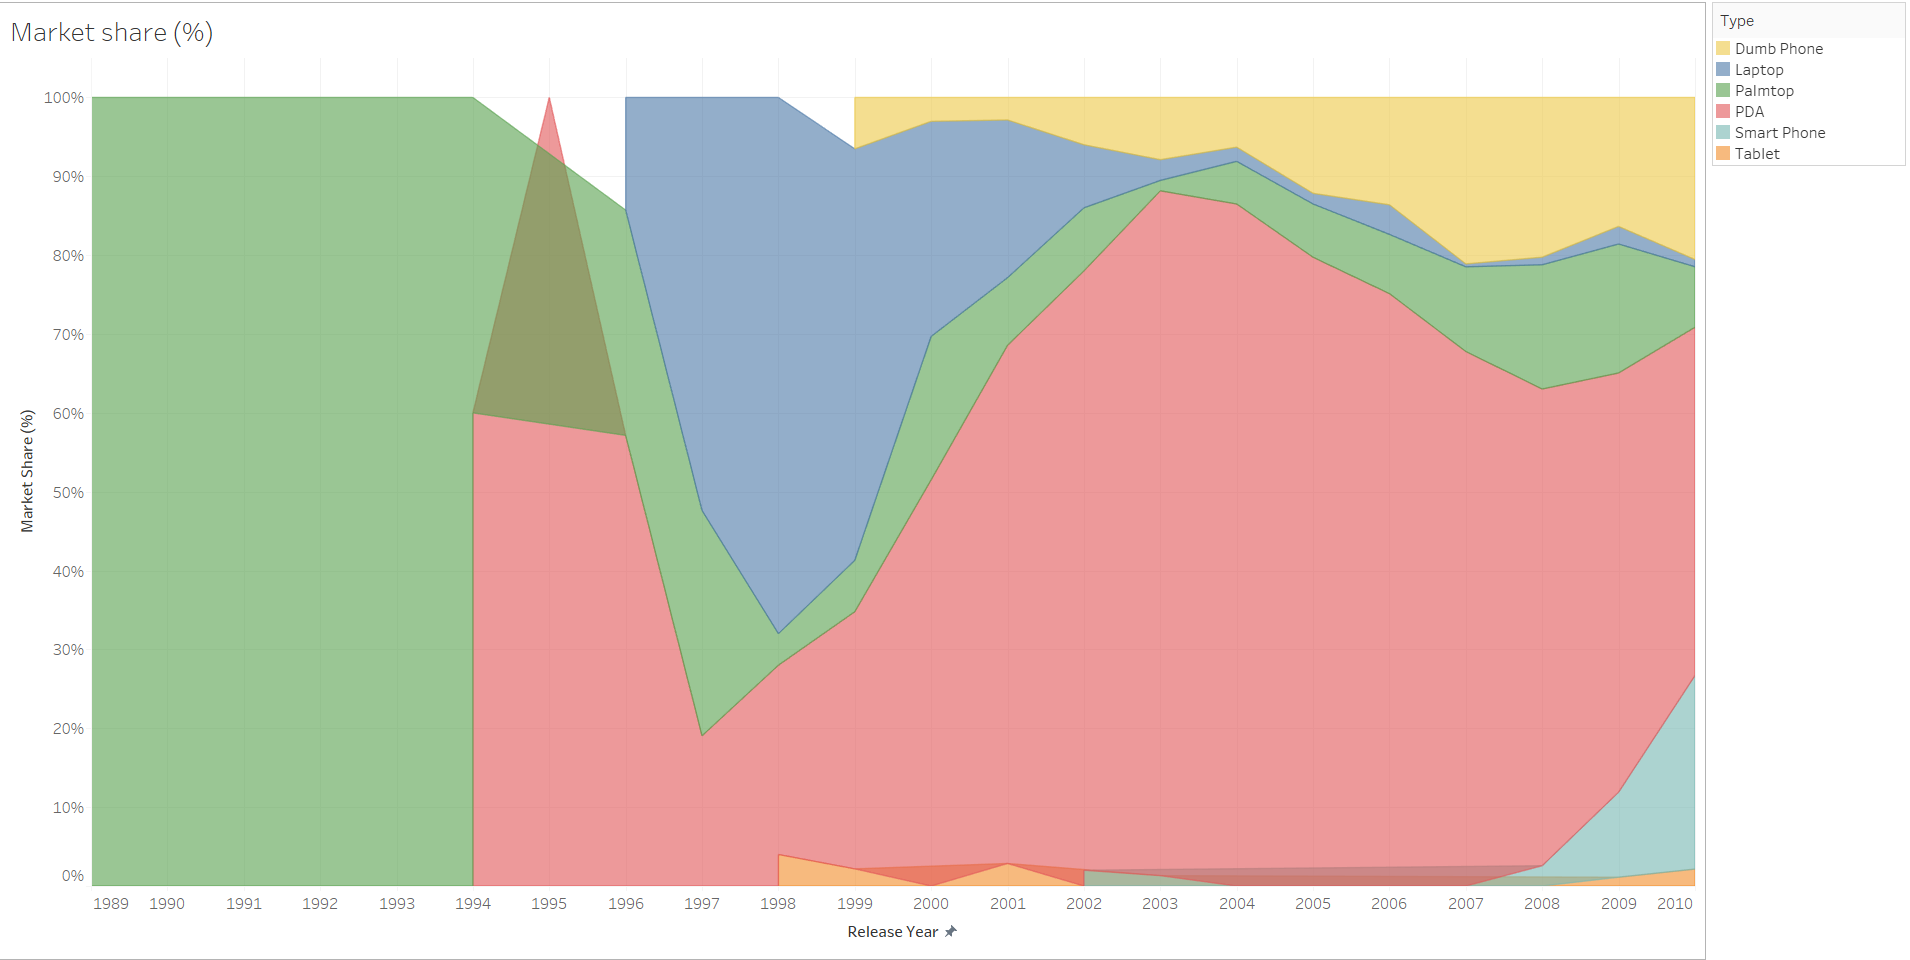 Market share (%)
Type
Dumb Phone
Laptop
Palmtop
PDA
Smart Phone
Tablet
100%
90%
80%
70%
60%
50%
40%
30%
20%
10%
0%
Market Share (%)
1989 1990 1991 1992 1993 1994 1995 1996 1997 1998 1999 2000 2001 2002 2003 2004 2005 2006 2007 2008 2009 2010
Release Year